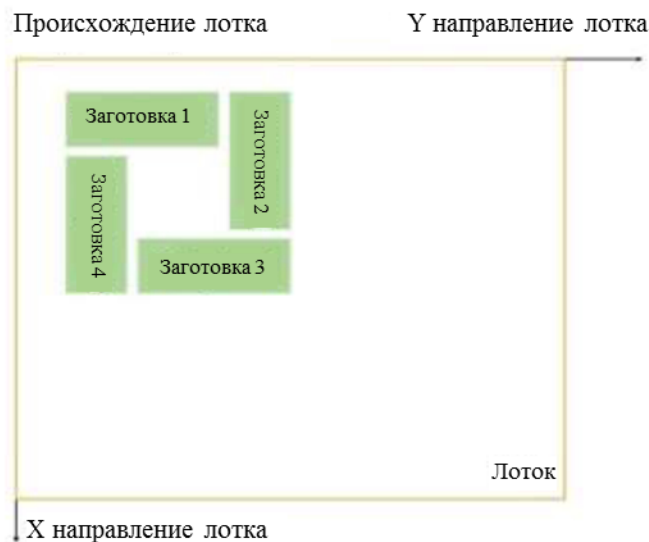 Происхождение лотка
Y направление лотка
Заготовка 1
Заготовка 2
Заготовка 4
Заготовка 3
Лоток
X направление лотка